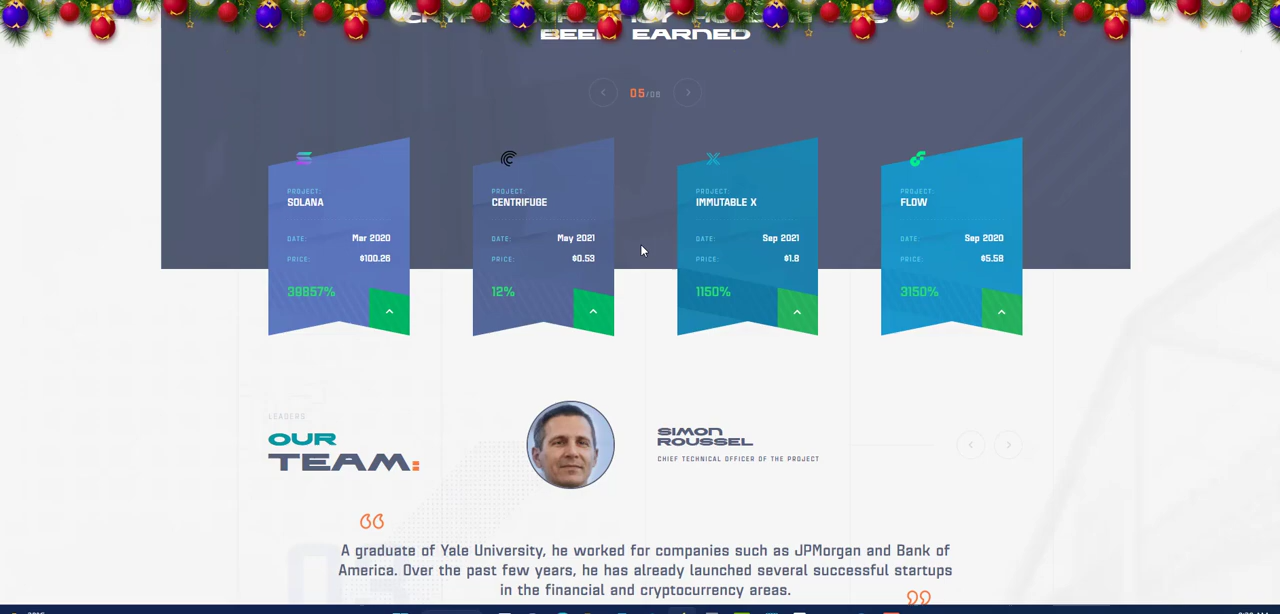 BEEN EARNED
05/06
PROJECT:
SOLANA
DATE: Mar 2020
PRICE: $100.26
39957%
PROJECT:
CENTRIFUGE
DATE: May 2021
PRICE: $0.53
12%
PROJECT:
IMMUTABLE X
DATE: Sep 2021
PRICE: $1.8
1150%
PROJECT:
FLOW
DATE: Sep 2020
PRICE: $5.58
3150%
LEADERS
OUR
TEAM:
SIMON
ROUSSEL
CHIEF TECHNICAL OFFICER OF THE PROJECT
A graduate of Yale University, he worked for companies such as JPMorgan and Bank of
America. Over the past few years, he has already launched several successful startups
in the financial and cryptocurrency areas.